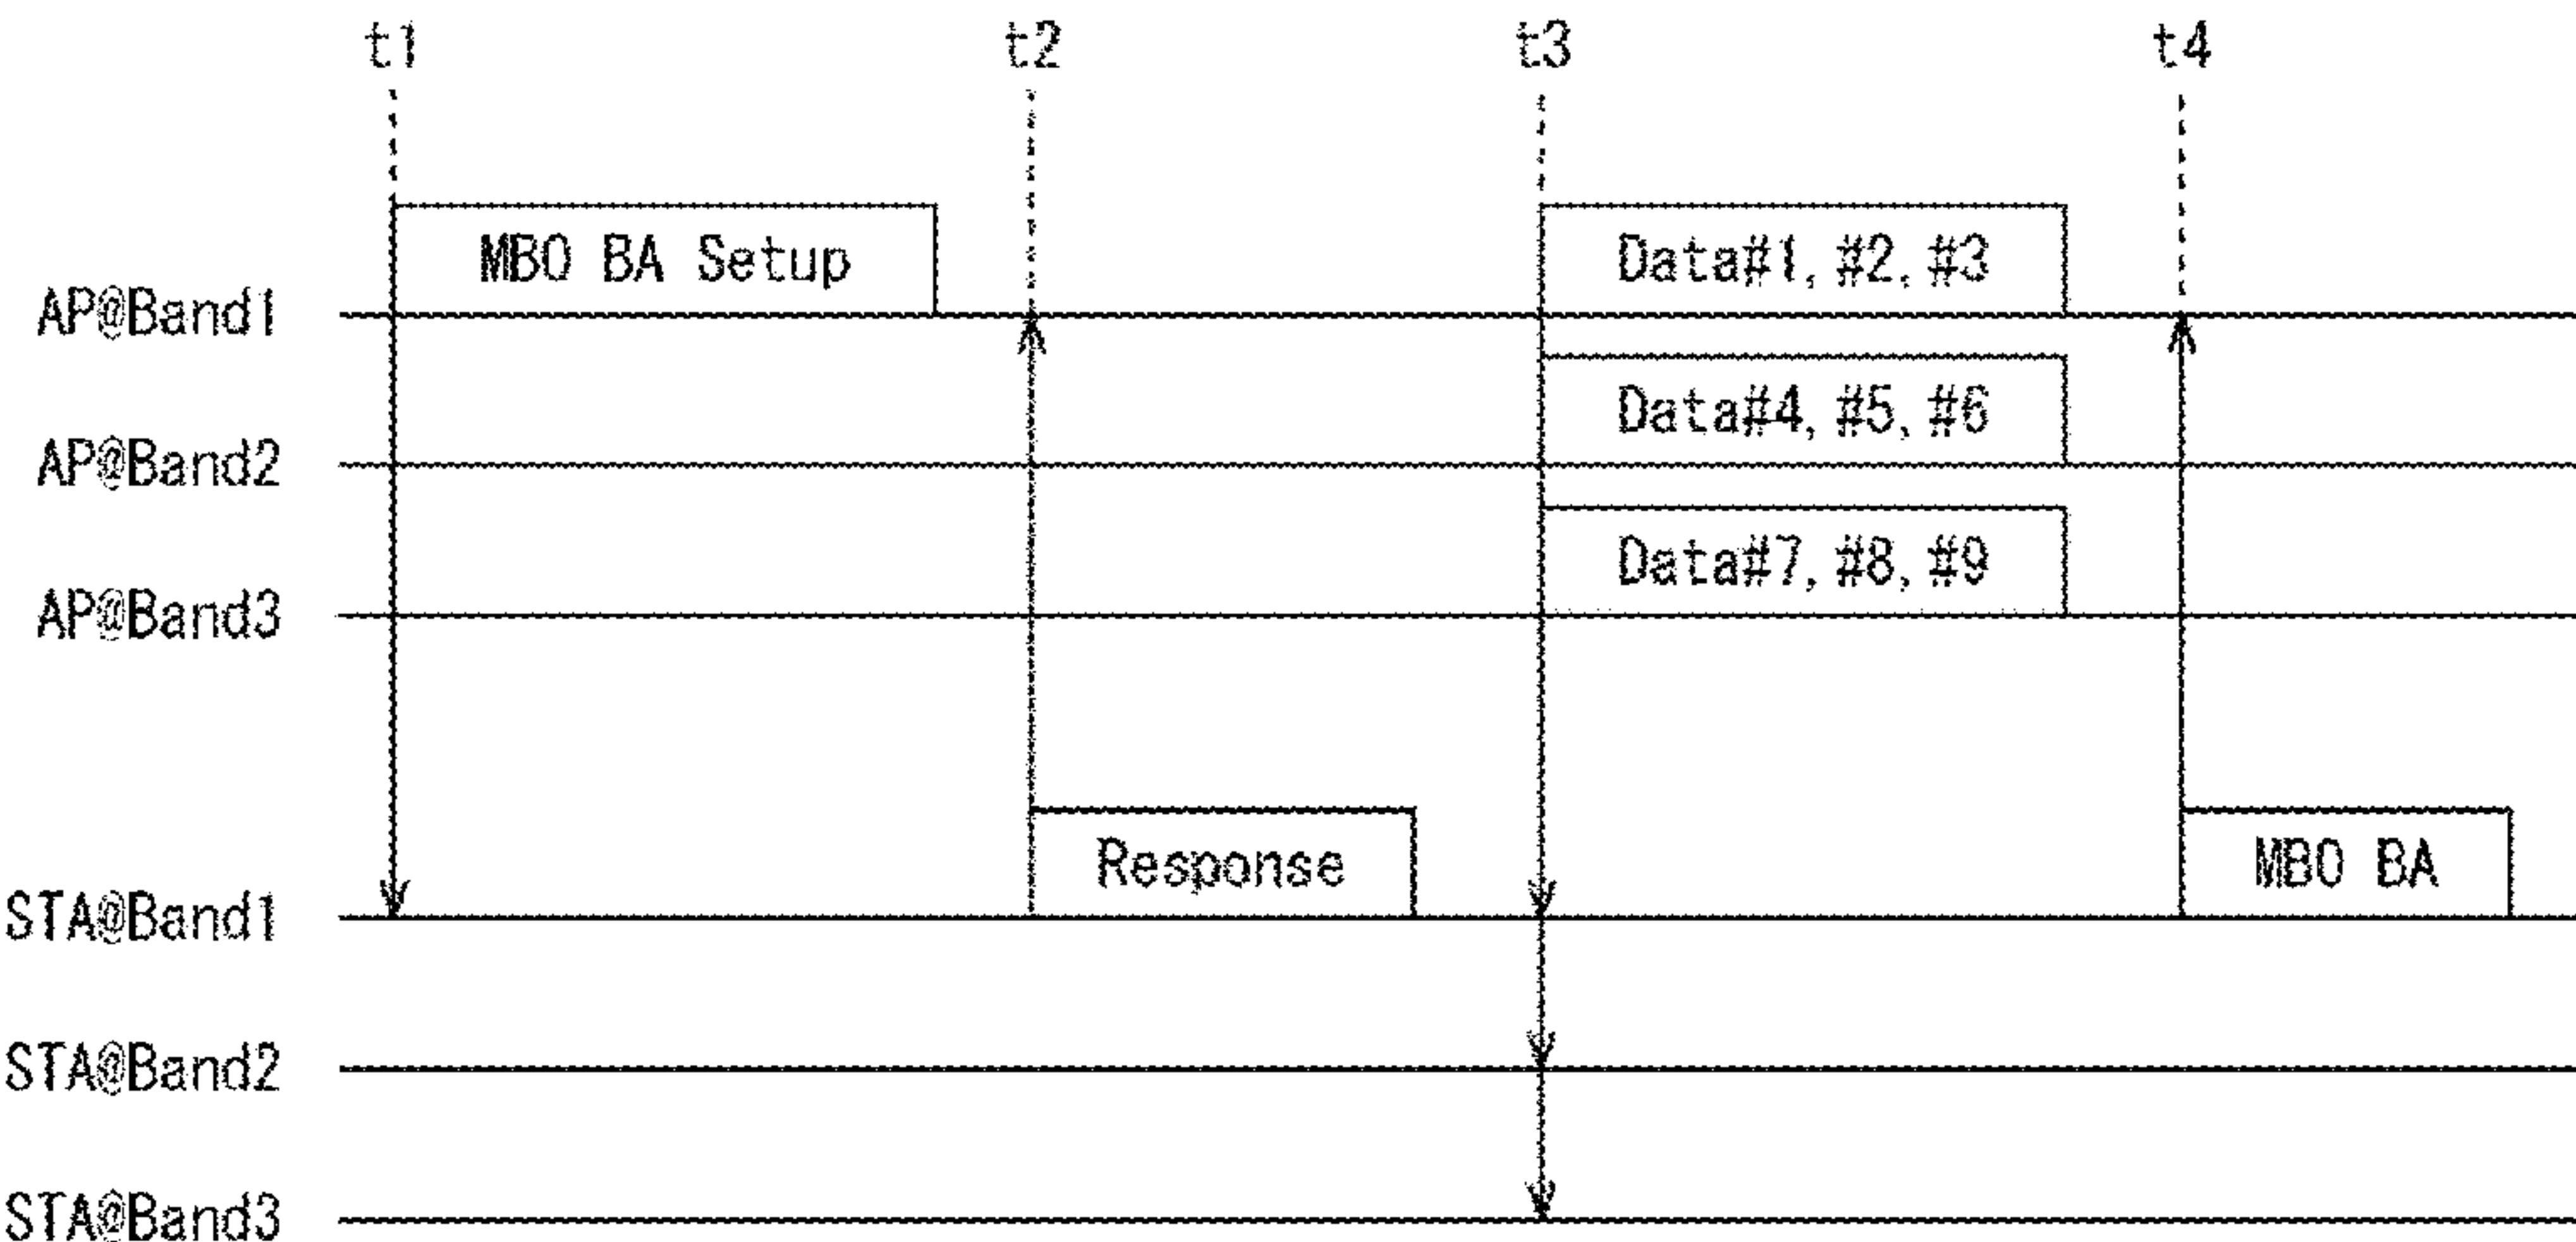 t1 t2 t3 t4
MBO BA Setup
Data#1, #2, #3
AP@Band1
Data#4, #5, #6
AP@Band2
Data#7, #8, #9
AP@Band3
Response
MBO BA
STA@Band1
STA@Band2
STA@Band3